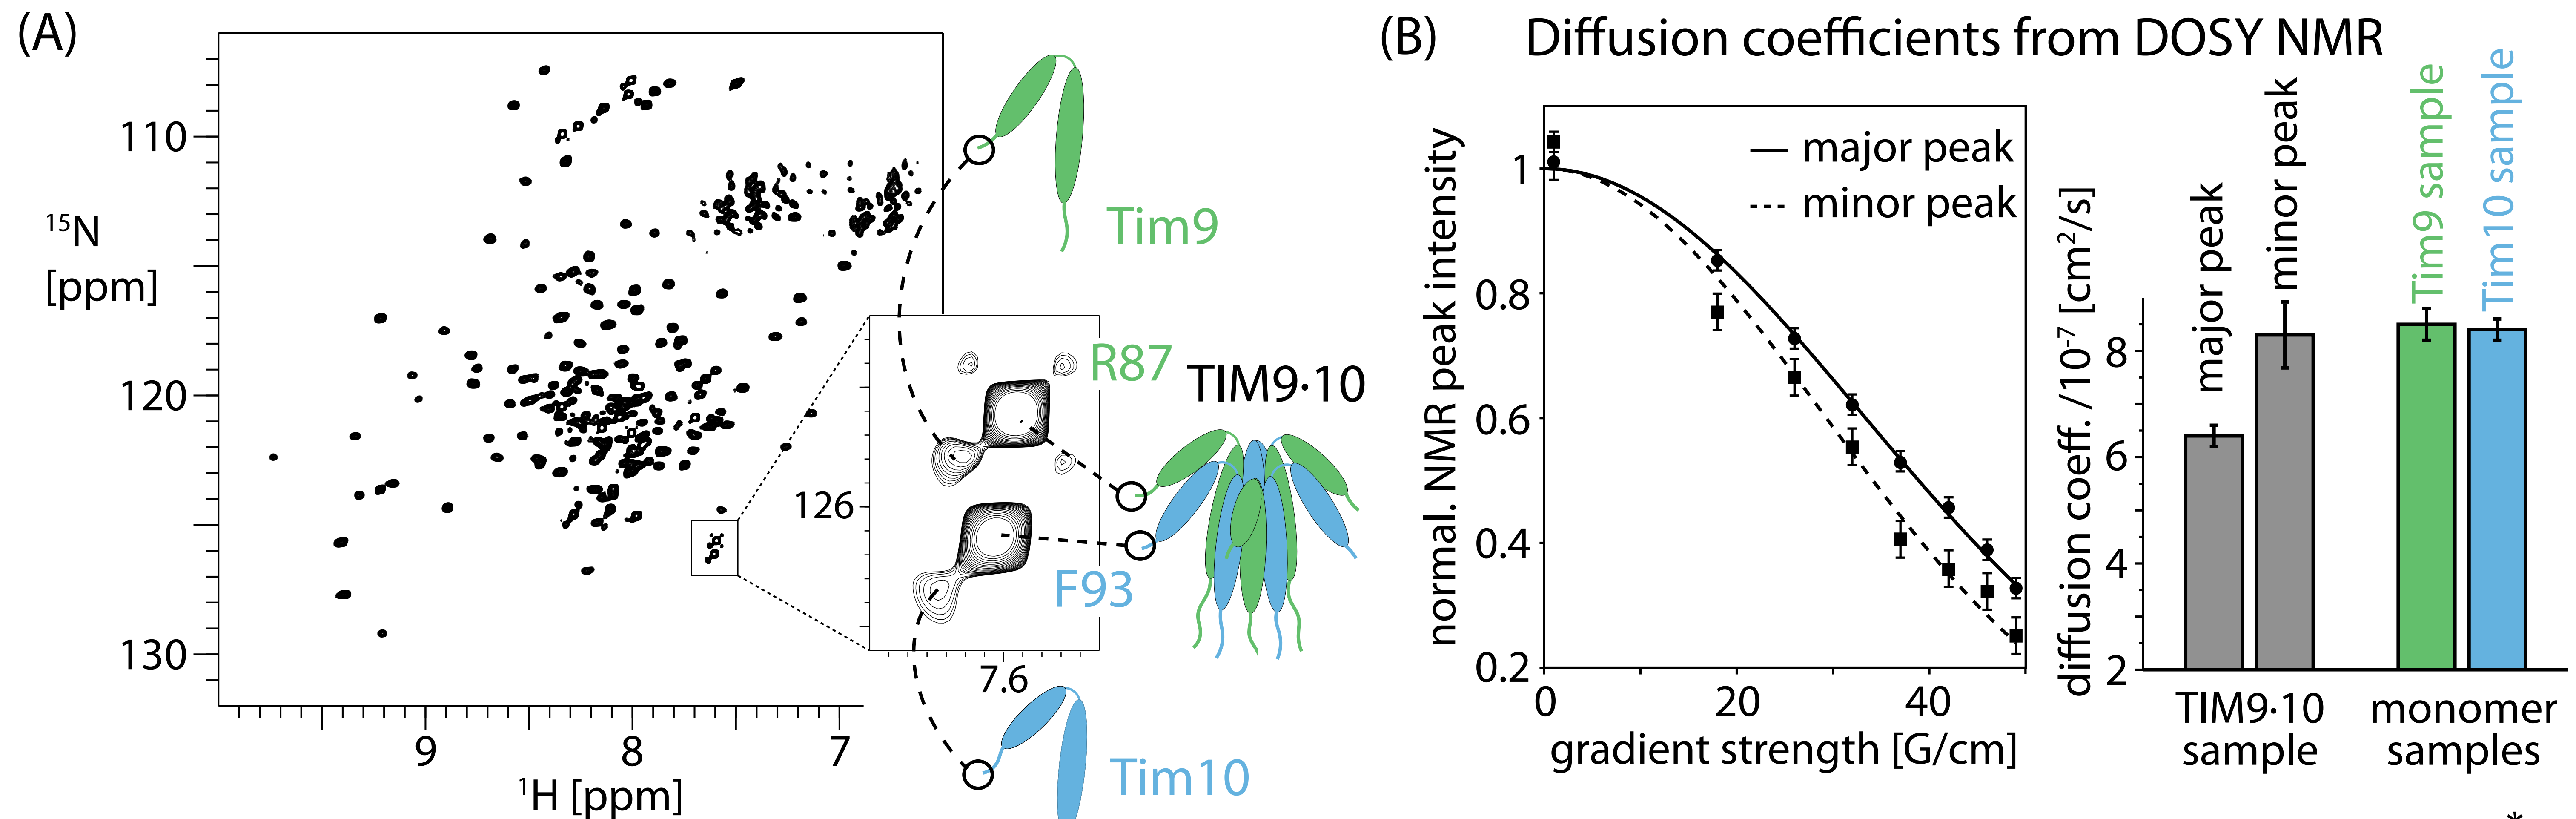 (A)
110
120
130
15N
[ppm]
9
8
7
1H [ppm]
Tim9
R87
TIM9·10
126
F93
7.6
Tim10
(B)
Diffusion coefficients from DOSY NMR
normal. NMR peak intensity
major peak
minor peak
1
0.8
0.6
0.4
0.2
0
20
40
gradient strength [G/cm]
diffusion coeff. /10-7 [cm2/s]
8
6
4
2
major peak
minor peak
Tim9 sample
Tim10 sample
TIM9·10
sample
monomer
samples
*